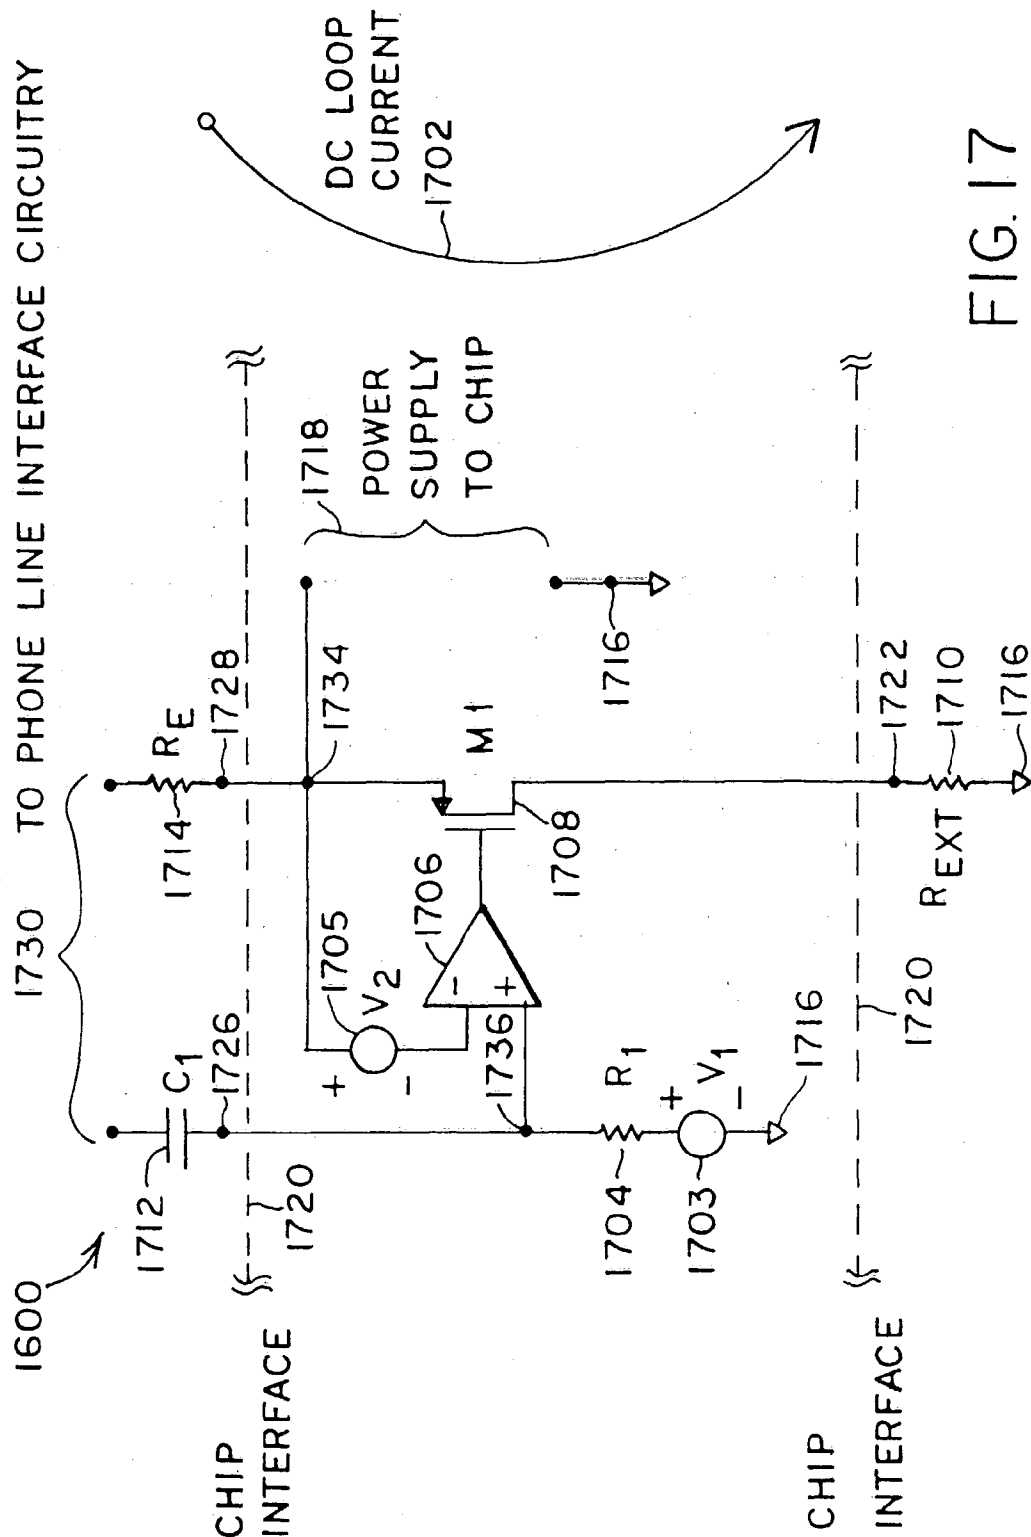 1730 TO PHONE LINE INTERFACE CIRCUITRY
1600
1712
C1
1726
1714
RE
1728
CHIP
INTERFACE
1720
1734
1718
POWER
SUPPLY
TO CHIP
DC LOOP
CURRENT
1702
+
1705
V2
-
1706
-
+
M1
1708
1736
1716
1704
R1
+
V1
-
1703
1716
CHIP
INTERFACE
1720
1722
REXT
1710
1716
FIG. 17